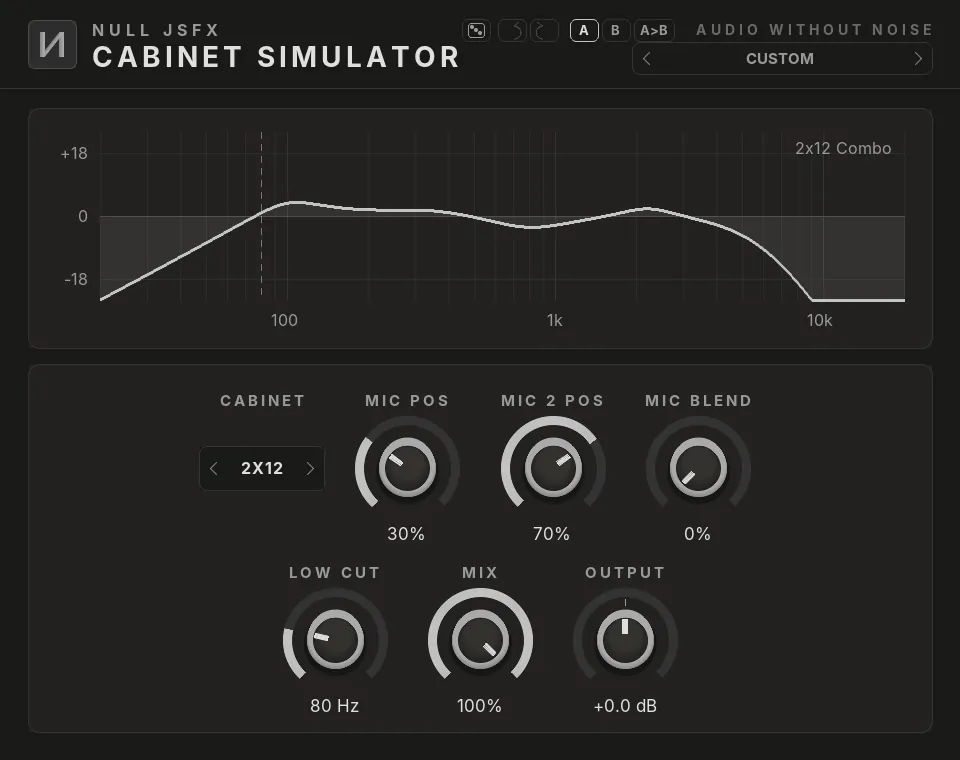 NULL JSFX
CABINET SIMULATOR
A B A>B AUDIO WITHOUT NOISE
CUSTOM
2x12 Combo
+18
0
-18
100 1k 10k
CABINET MIC POS MIC 2 POS MIC BLEND
2X12
30% 70% 0%
LOW CUT MIX OUTPUT
80 Hz 100% +0.0 dB